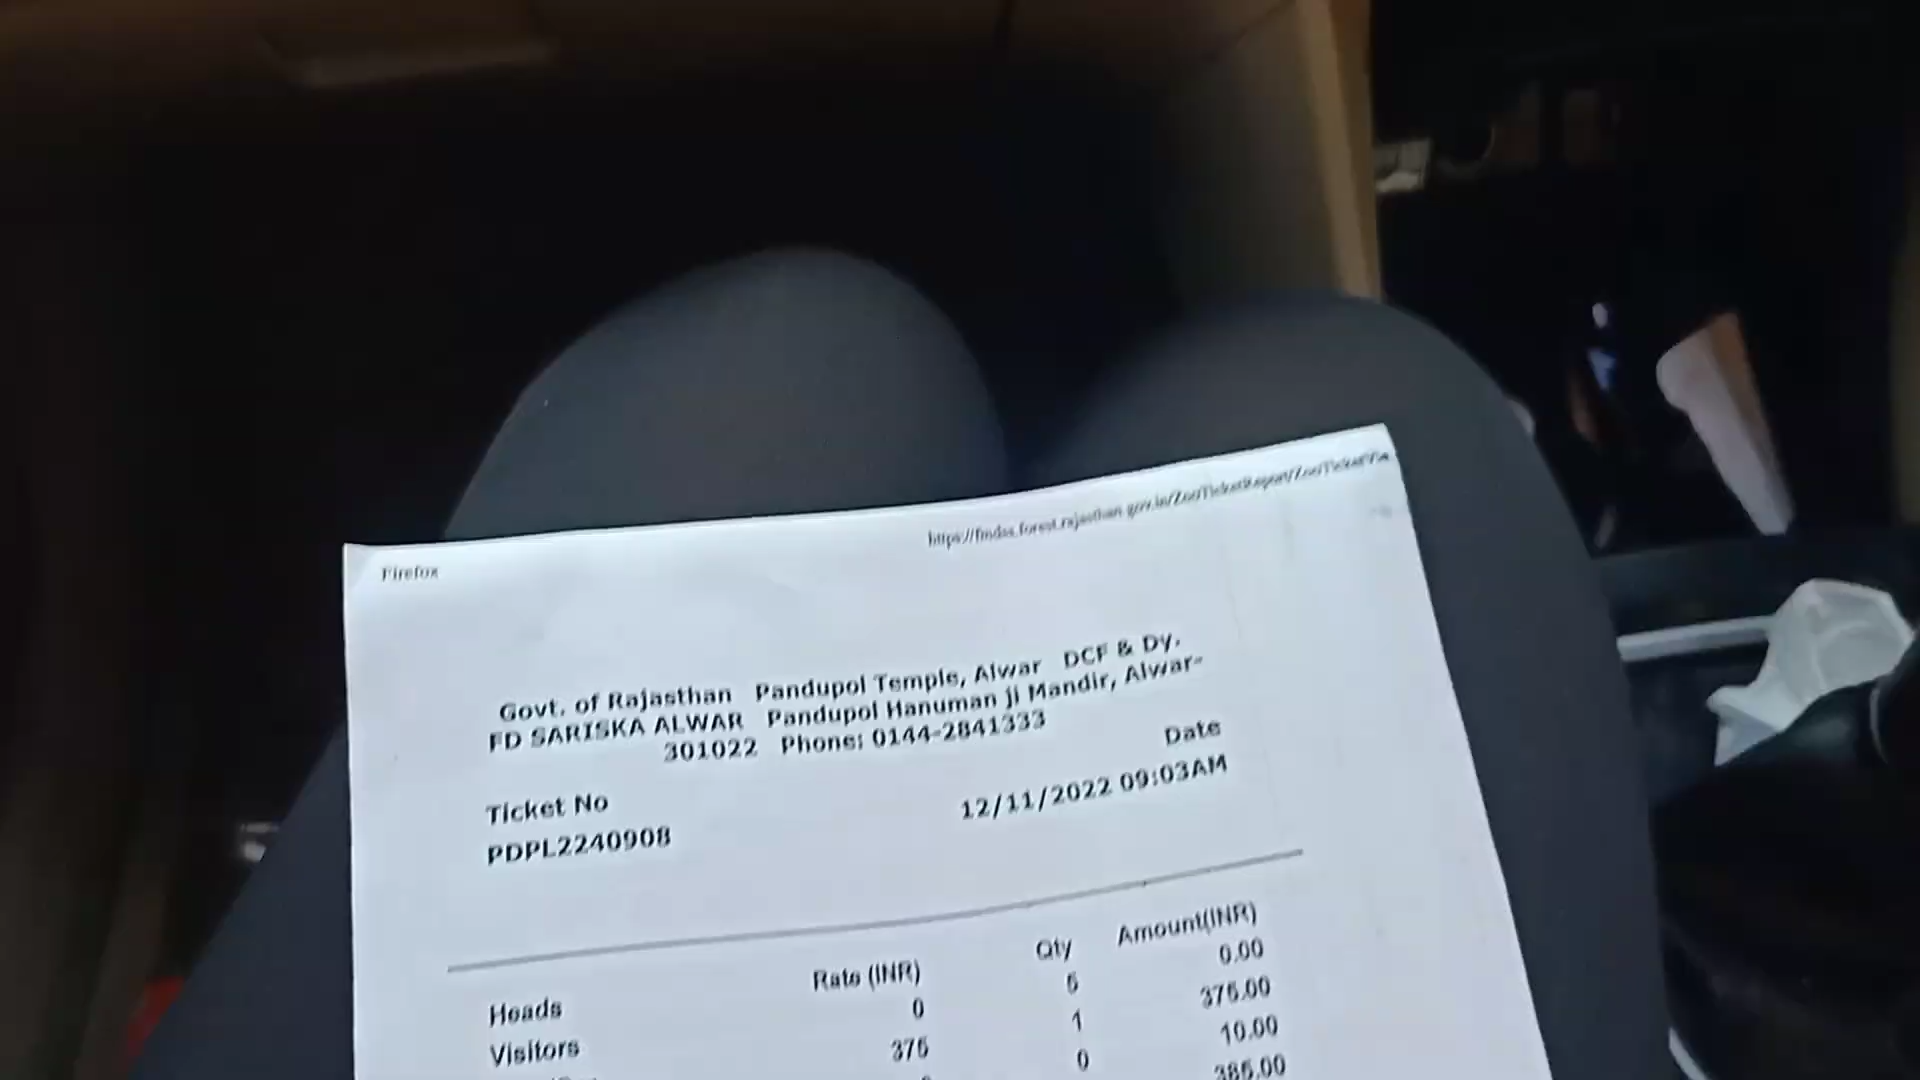 Firefox
https://fmdss.forest.rajasthan.gov.in/ZooTicketReport/ZooTicketVie
Govt. of Rajasthan Pandupol Temple, Alwar DCF & Dy.
FD SARISKA ALWAR Pandupol Hanuman ji Mandir, Alwar-
301022 Phone: 0144-2841333
Date
Ticket No
12/11/2022 09:03AM
PDPL2240908
Rate (INR) Qty Amount(INR)
Heads 0 5 0.00
Visitors 375 1 375.00
0 10.00
385.00